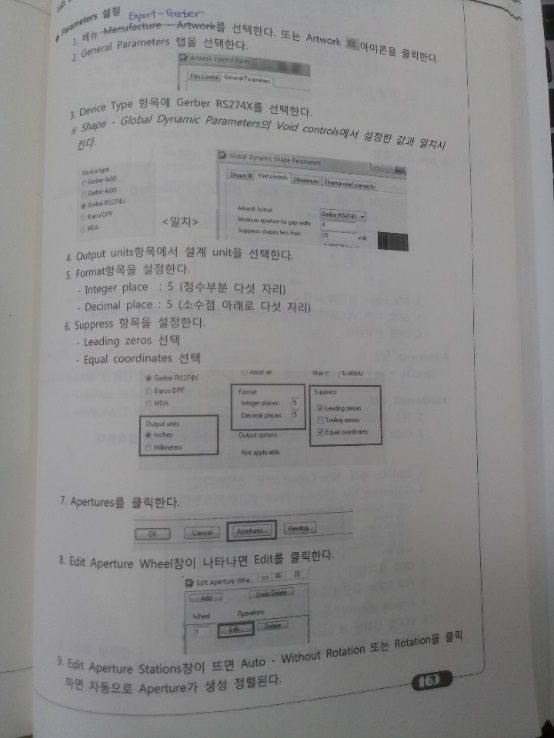 Lab
Parameters 설정 Export - Gerber
1. 메뉴 Manufacture - Artwork를 선택한다. 또는 Artwork 아이콘을 클릭한다.
2. General Parameters 탭을 선택한다.
Artwork Control Form
Film Control General Parameters
3. Device Type 항목에 Gerber RS274X를 선택한다.
※ Shape - Global Dynamic Parameters의 Void controls에서 설정한 값과 일치시
킨다.
Device type
Gerber 6x00
Gerber 4x00
Gerber RS274X
Barco DPF
MDA
<일치>
Global Dynamic Shape Parameters
Shape fill Void controls Clearances Thermal relief connects
Artwork format: Gerber RS274X
Minimum aperture for gap width: 4
Suppress shapes less than: 25 mils
4. Output units항목에서 설계 unit을 선택한다.
5. Format항목을 설정한다.
- Integer place : 5 (정수부분 다섯 자리)
- Decimal place : 5 (소수점 아래로 다섯 자리)
6. Suppress 항목을 설정한다.
- Leading zeros 선택
- Equal coordinates 선택
Gerber RS274X
Barco DPF
MDA
Output units
Inches
Millimeters
Abort all
Format
Integer places: 5
Decimal places: 5
Output options
Not applicable
Max Y:
Suppress
Leading zeroes
Trailing zeroes
Equal coordinates
7. Apertures를 클릭한다.
OK Cancel Apertures... Viewlog...
8. Edit Aperture Wheel창이 나타나면 Edit를 클릭한다.
Edit Aperture Whe...
Add Undo Delete
Wheel Operations
1 Edit... Delete
9. Edit Aperture Stations창이 뜨면 Auto - Without Rotation 또는 Rotation을 클릭
하면 자동으로 Aperture가 생성 정렬된다.
163